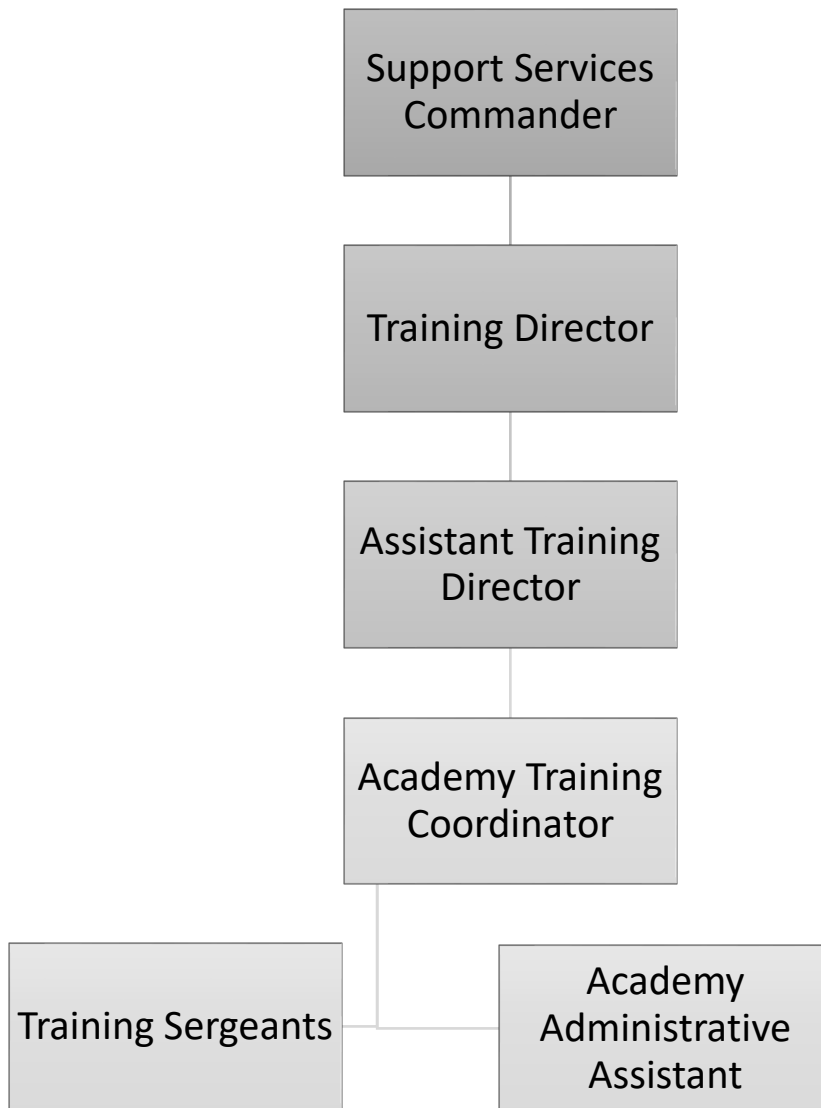 Support Services
Commander
Training Director
Assistant Training
Director
Academy Training
Coordinator
Training Sergeants
Academy
Administrative
Assistant